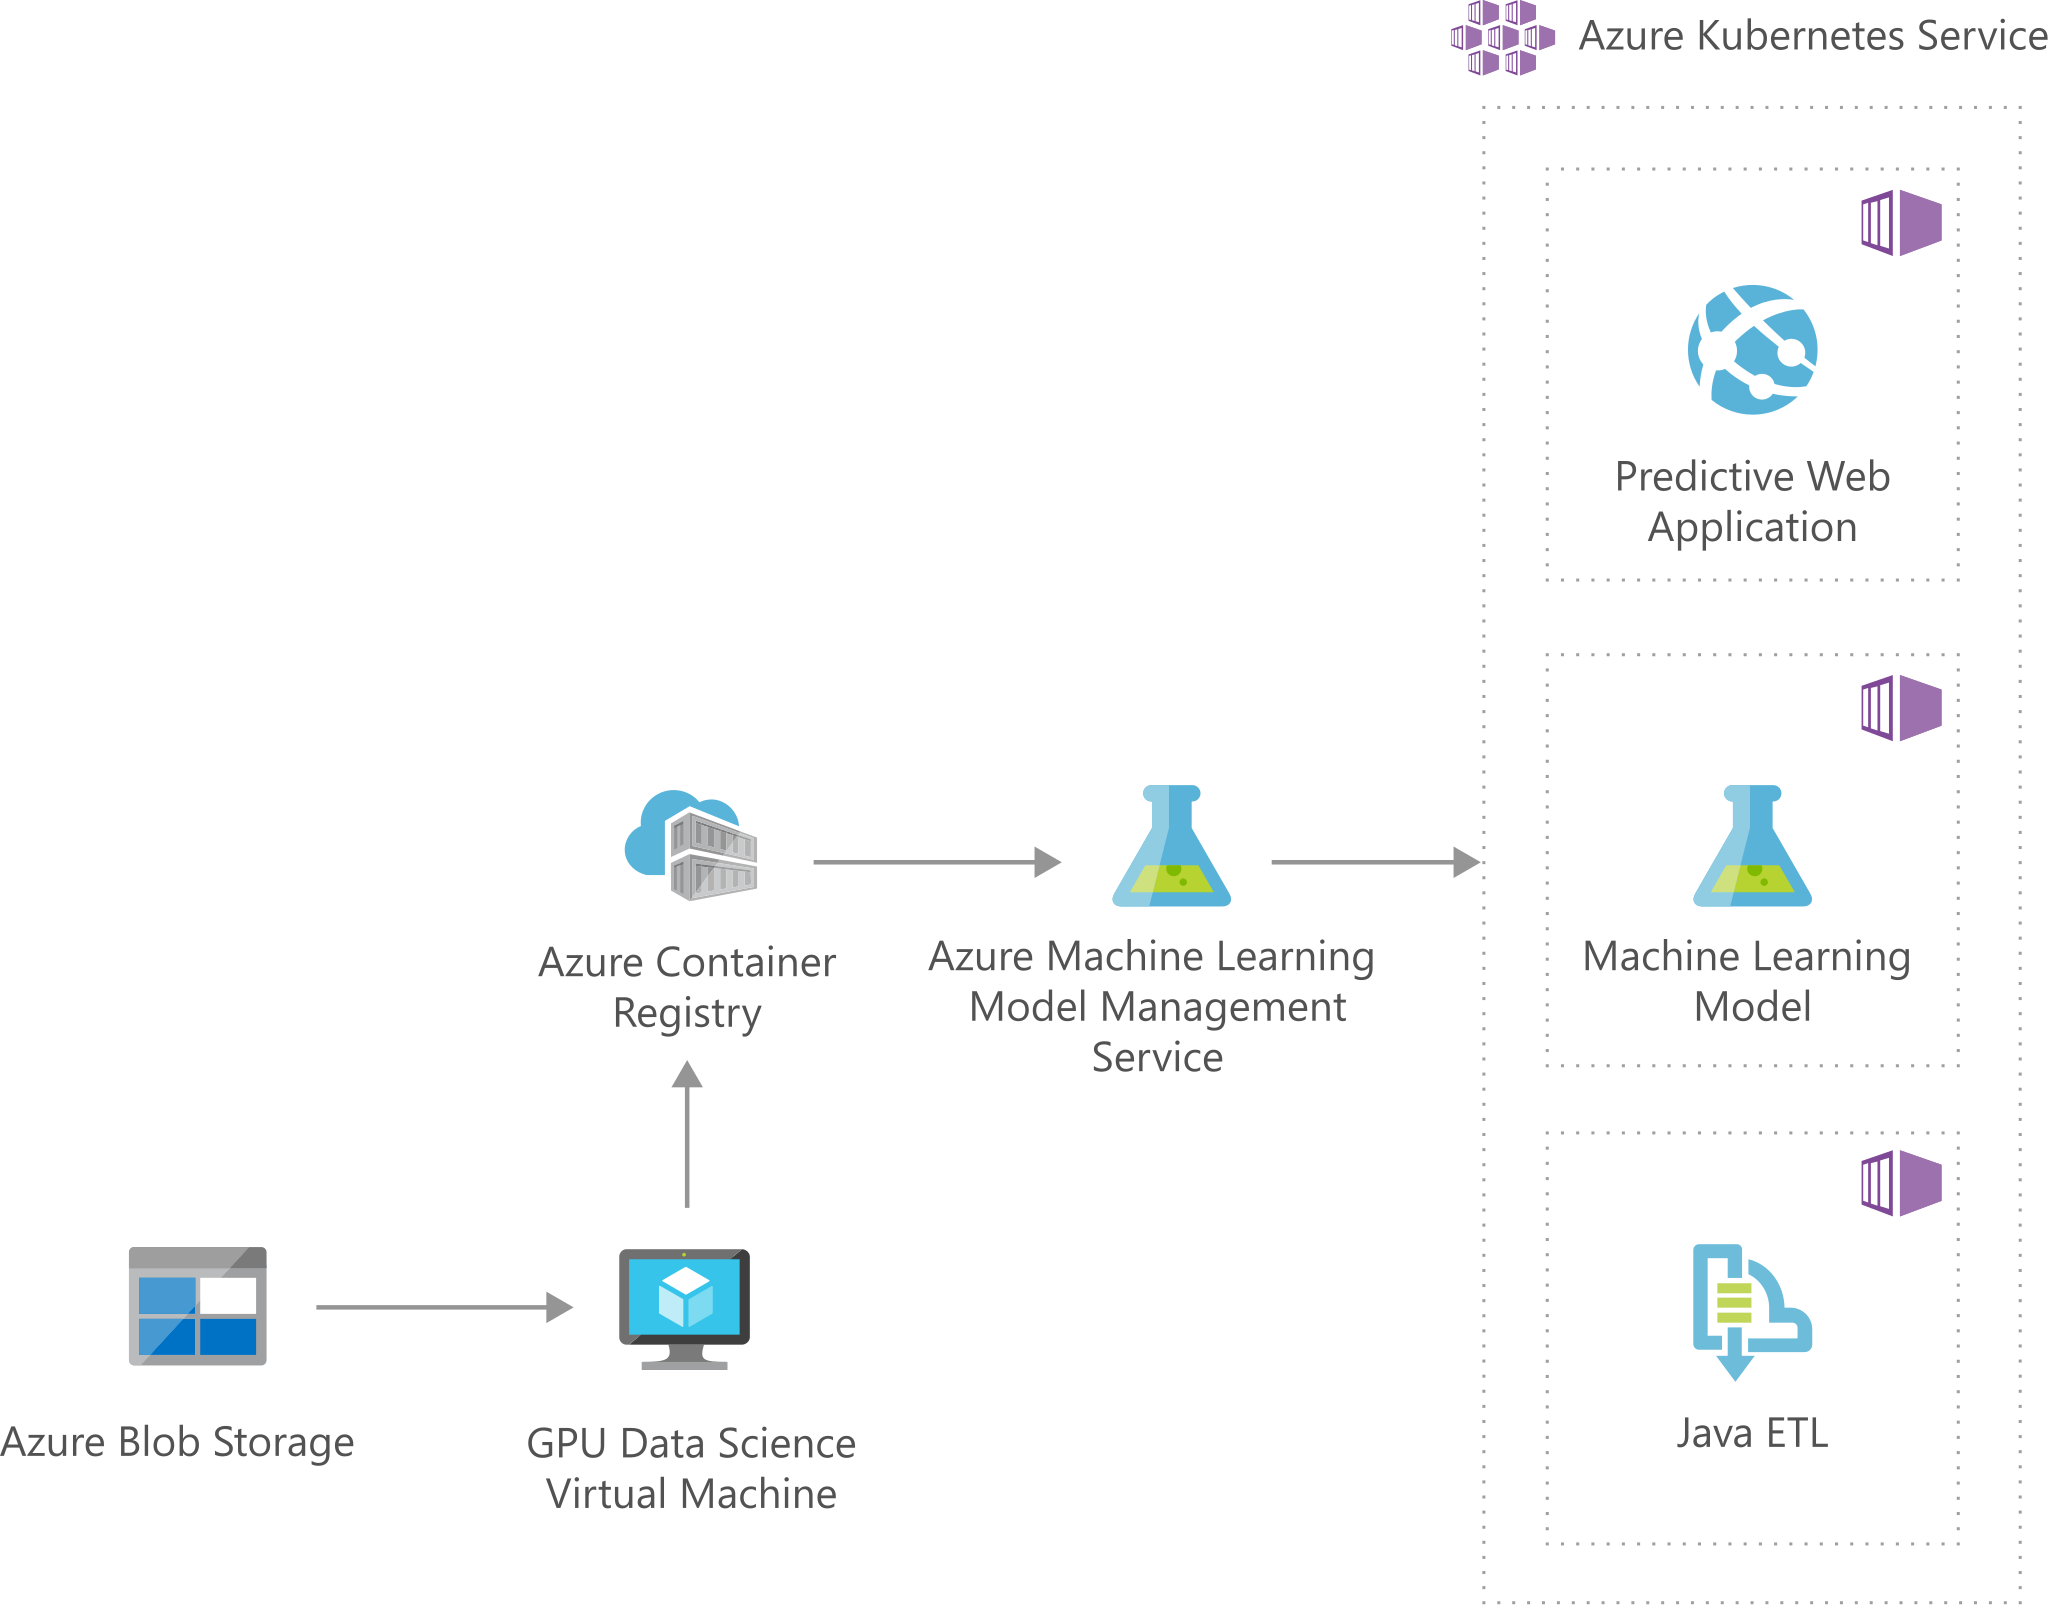 Azure Kubernetes Service
Predictive Web
Application
Azure Container
Registry
Azure Machine Learning
Model Management
Service
Machine Learning
Model
Azure Blob Storage
GPU Data Science
Virtual Machine
Java ETL